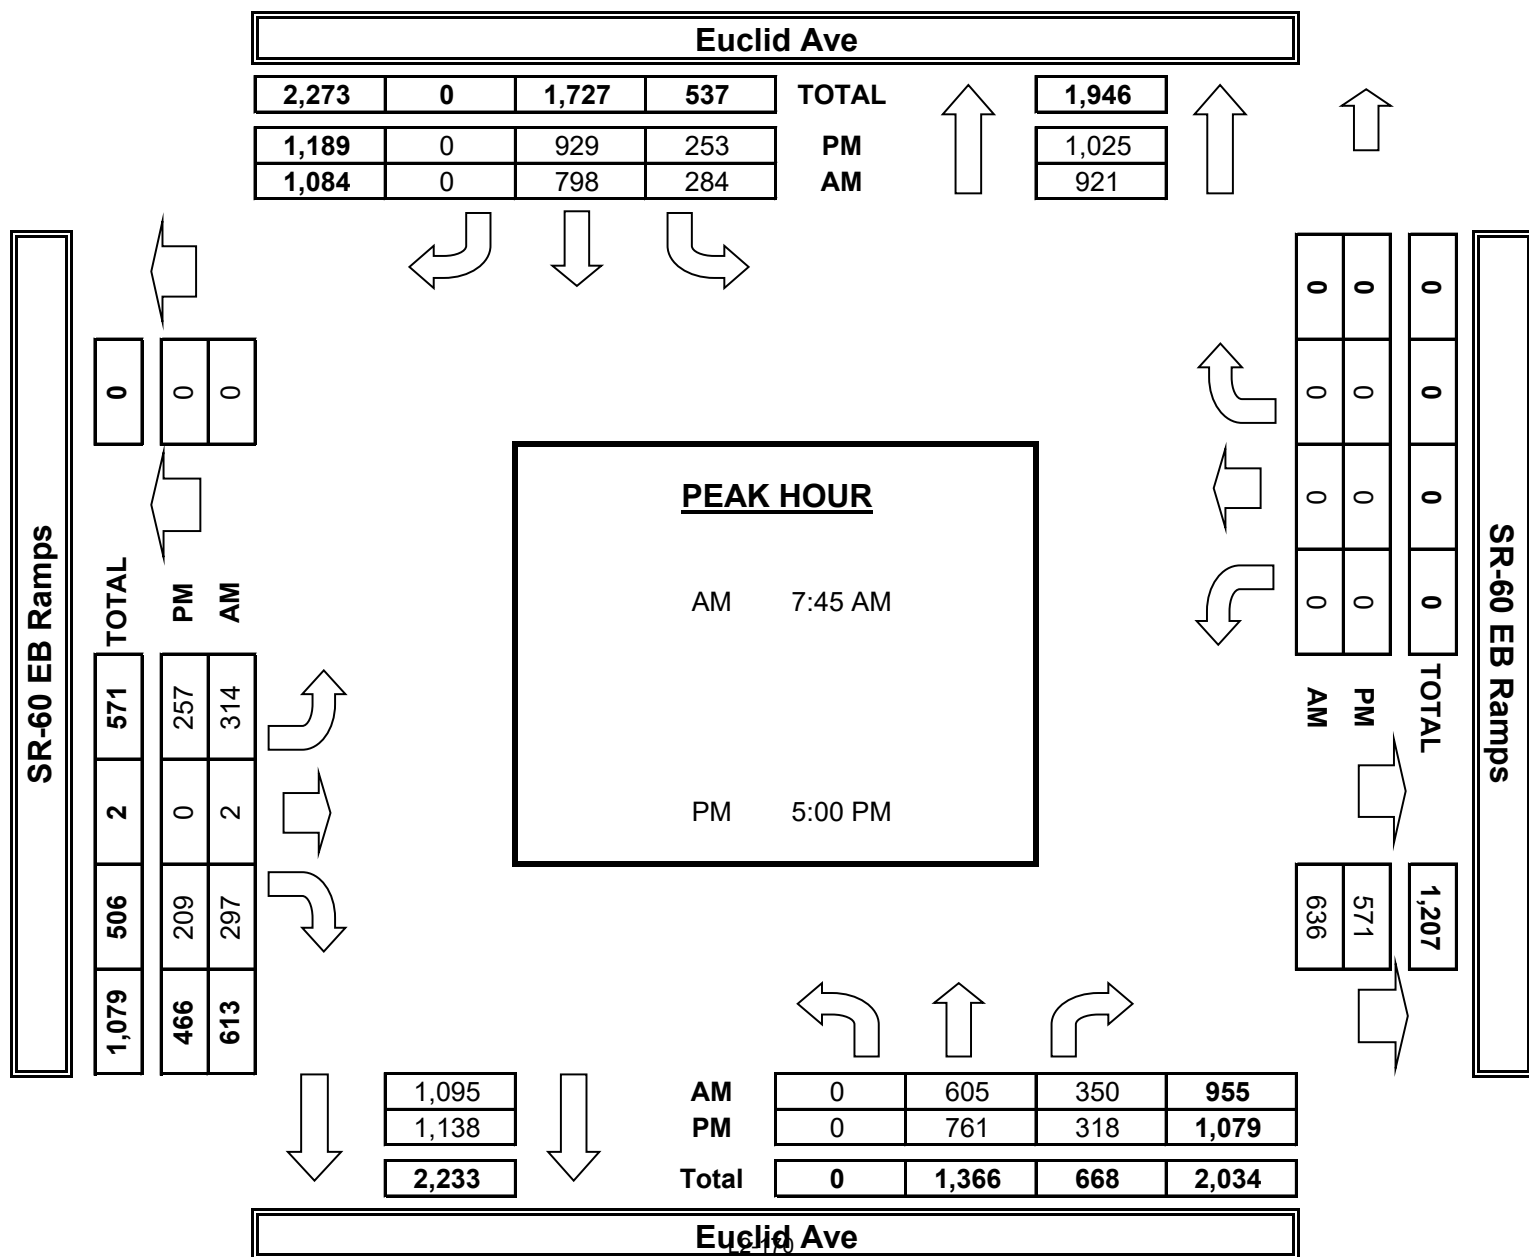 Euclid Ave
2,273 0 1,727 537 TOTAL 1,946
1,189 0 929 253 PM 1,025
1,084 0 798 284 AM 921
SR-60 EB Ramps
TOTAL PM AM
0 0 0
571 257 314
2 0 2
506 209 297
1,079 466 613
PEAK HOUR
AM 7:45 AM
PM 5:00 PM
0 0 0
0 0 0
0 0 0
0 0 0
AM PM TOTAL
636 571 1,207
SR-60 EB Ramps
1,095 AM 0 605 350 955
1,138 PM 0 761 318 1,079
2,233 Total 0 1,366 668 2,034
Euclid Ave
L2-170